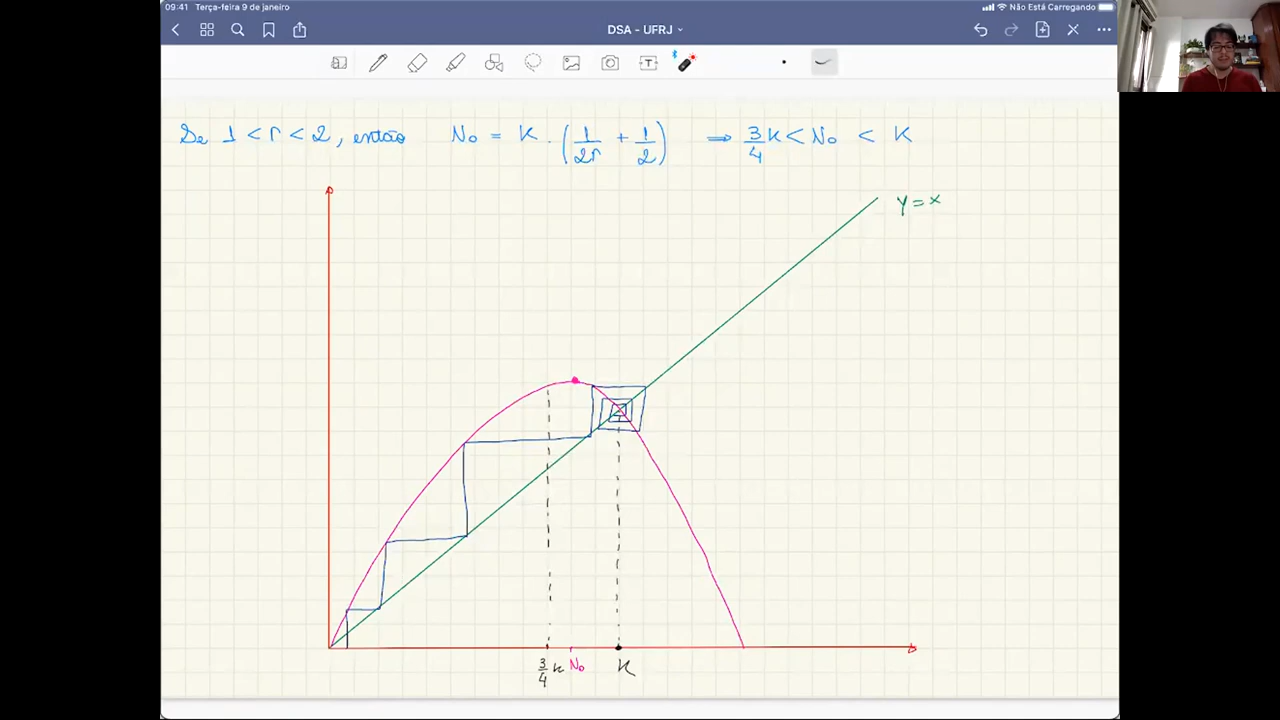 09:41 Terça-feira 9 de janeiro
Não Está Carregando
DSA - UFRJ
T
Se 1 < r < 2, então N₀ = K · (1/2r + 1/2) ⇒ 3/4 K < N₀ < K
y = x
3/4 K N₀ K